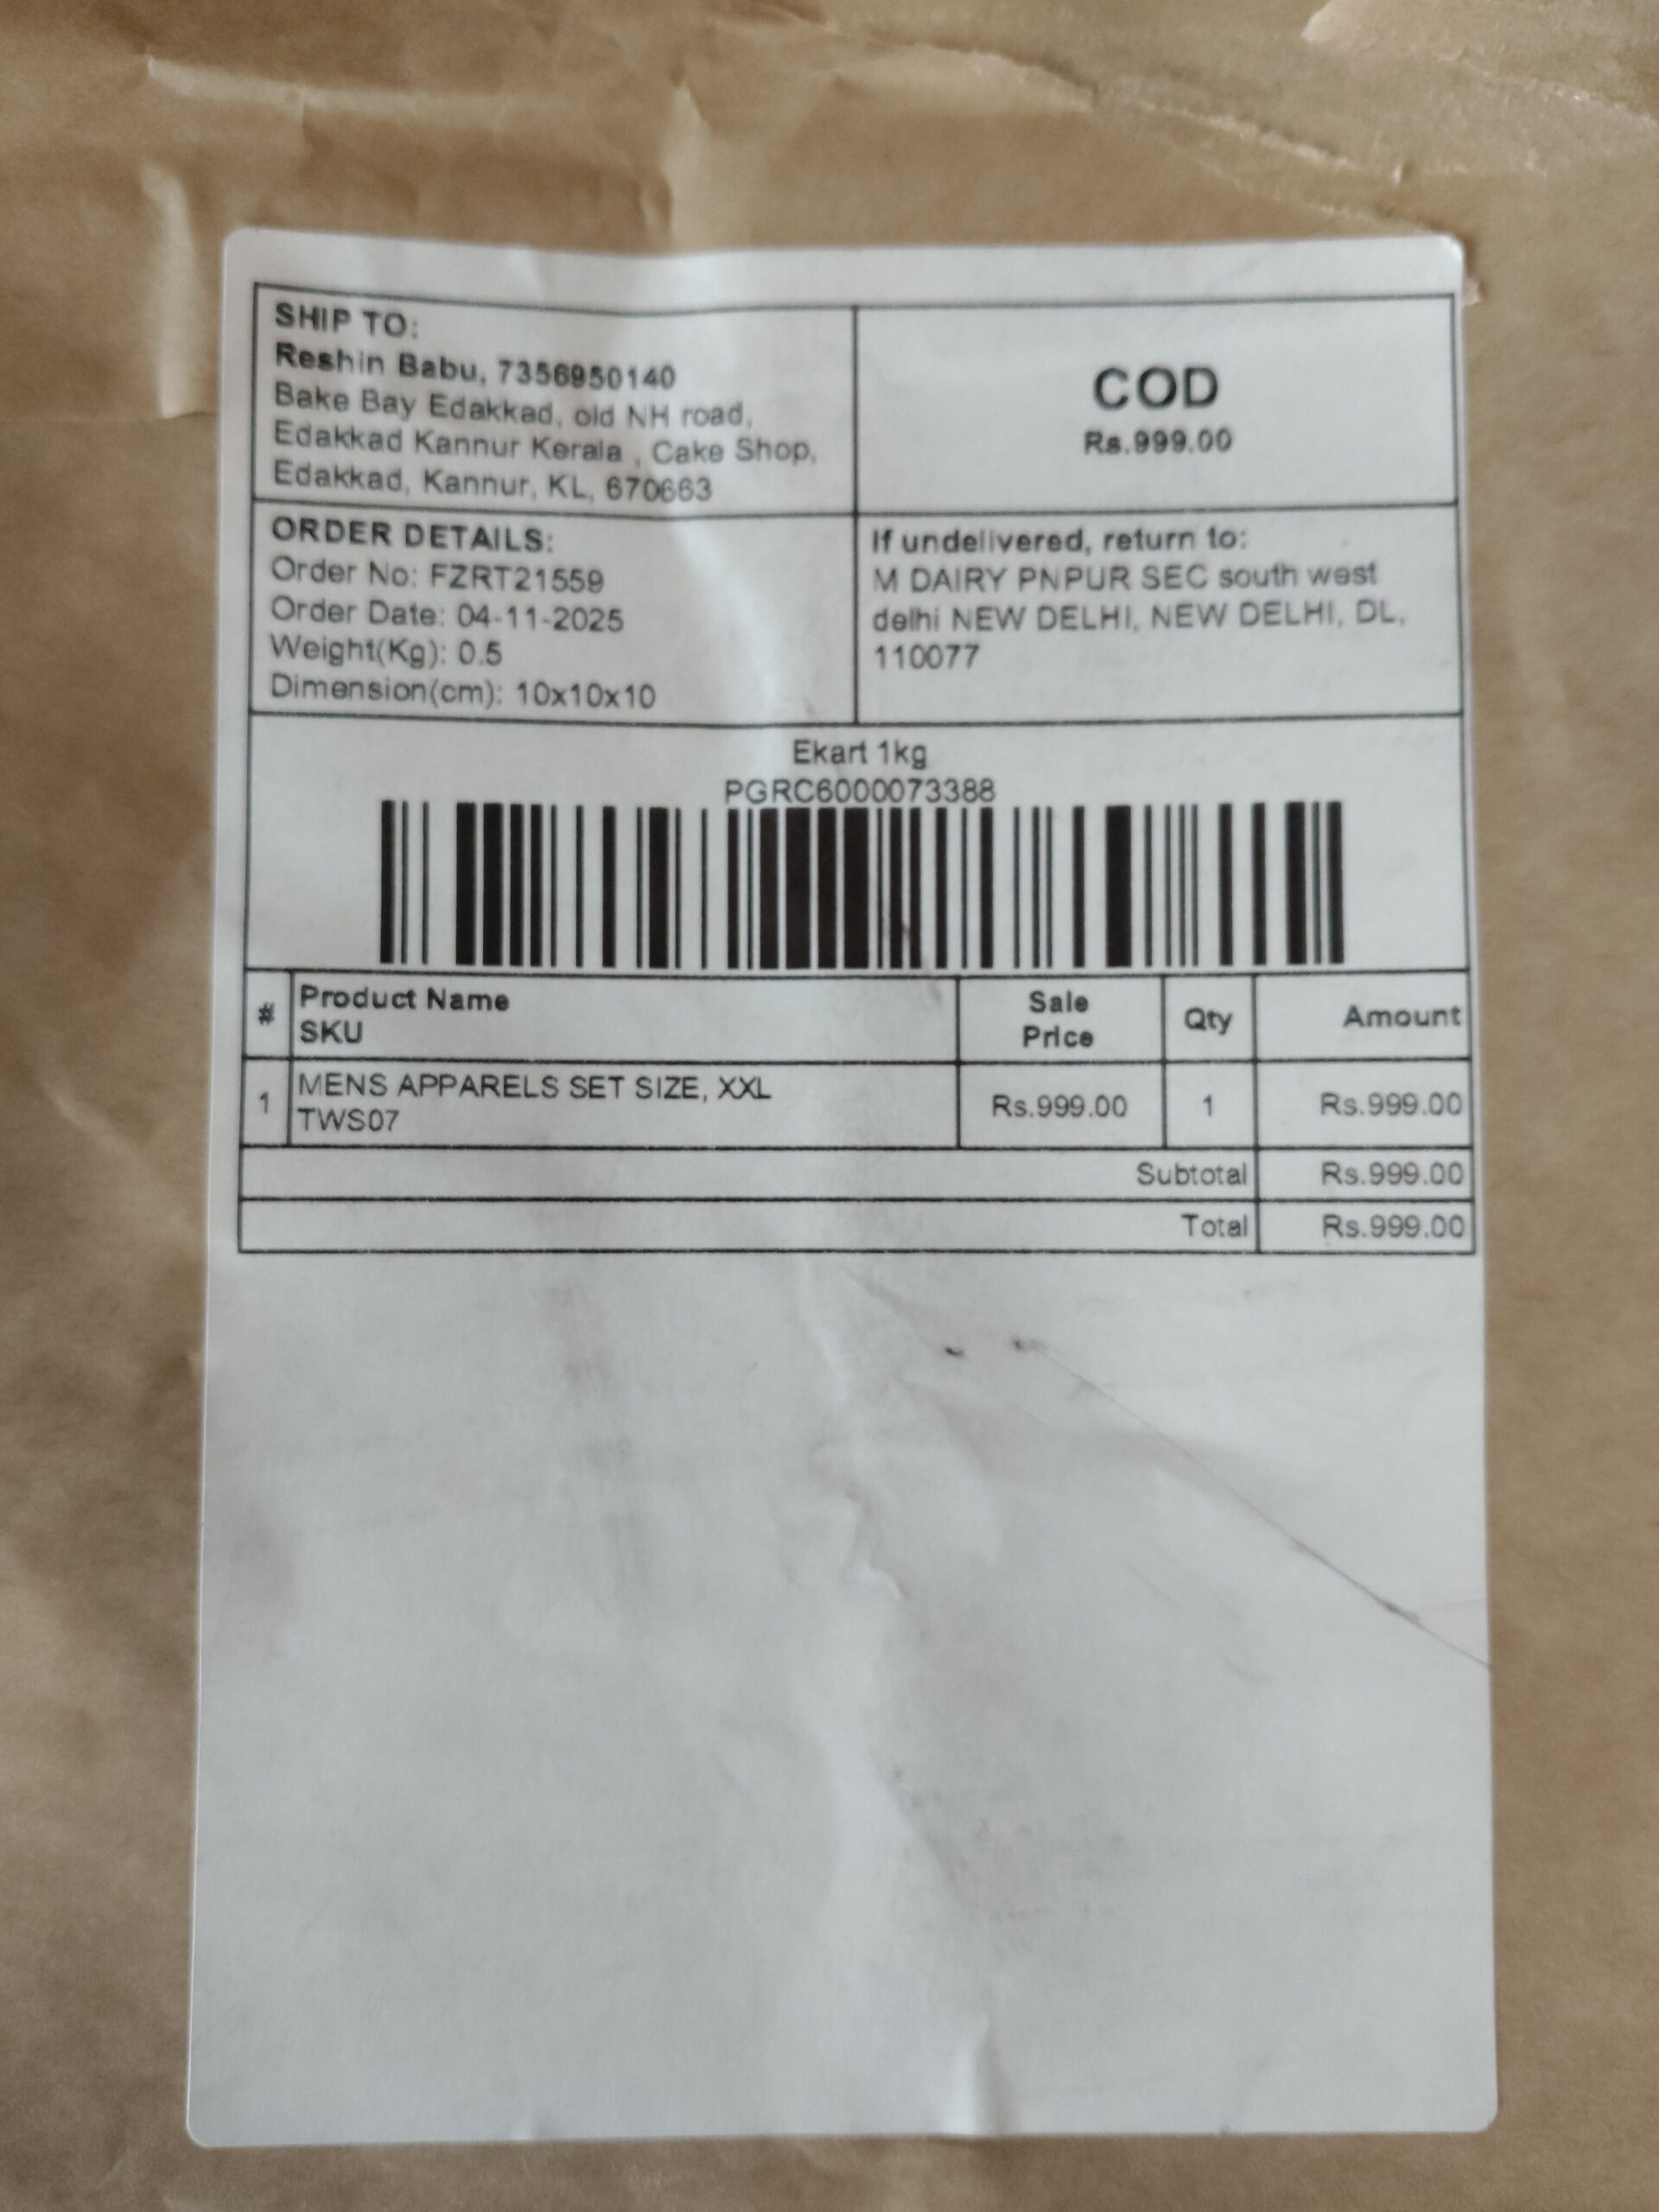 SHIP TO:
Reshin Babu, 7356950140
Bake Bay Edakkad, old NH road,
Edakkad Kannur Kerala , Cake Shop,
Edakkad, Kannur, KL, 670663
COD
Rs.999.00
ORDER DETAILS:
Order No: FZRT21559
Order Date: 04-11-2025
Weight(Kg): 0.5
Dimension(cm): 10x10x10
If undelivered, return to:
M DAIRY PNPUR SEC south west
delhi NEW DELHI, NEW DELHI, DL,
110077
Ekart 1kg
PGRC6000073388
# Product Name Sale Qty Amount
SKU Price
1 MENS APPARELS SET SIZE, XXL Rs.999.00 1 Rs.999.00
TWS07
Subtotal Rs.999.00
Total Rs.999.00